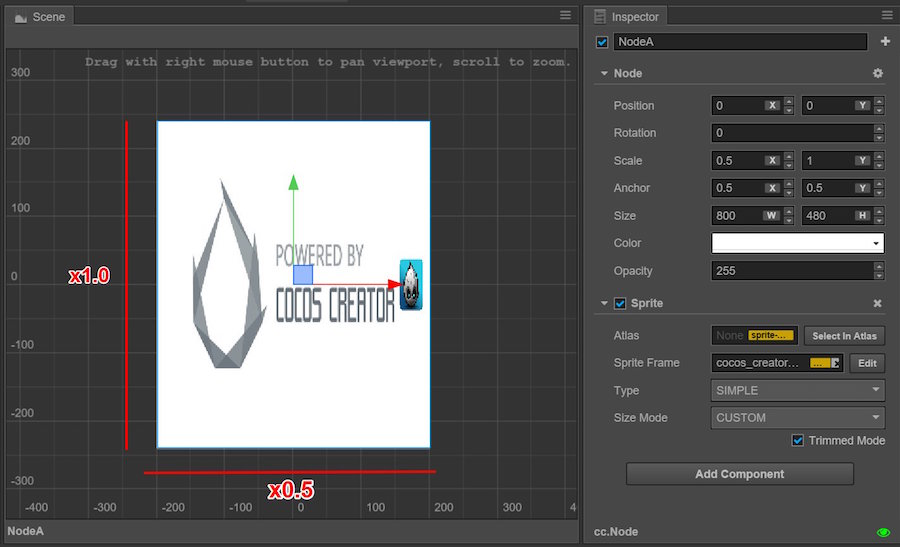 Scene
Inspector
NodeA
Drag with right mouse button to pan viewport, scroll to zoom.
300
200
100
0
-100
-200
-300
-400
-300
-200
-100
0
100
200
300
4
x1.0
x0.5
POWERED BY
COCOS CREATOR
NodeA
Node
Position 0 X 0 Y
Rotation 0
Scale 0.5 X 1 Y
Anchor 0.5 X 0.5 Y
Size 800 W 480 H
Color
Opacity 255
Sprite
Atlas None sprite-... Select in Atlas
Sprite Frame cocos_creator... ... Edit
Type SIMPLE
Size Mode CUSTOM
Trimmed Mode
Add Component
cc.Node